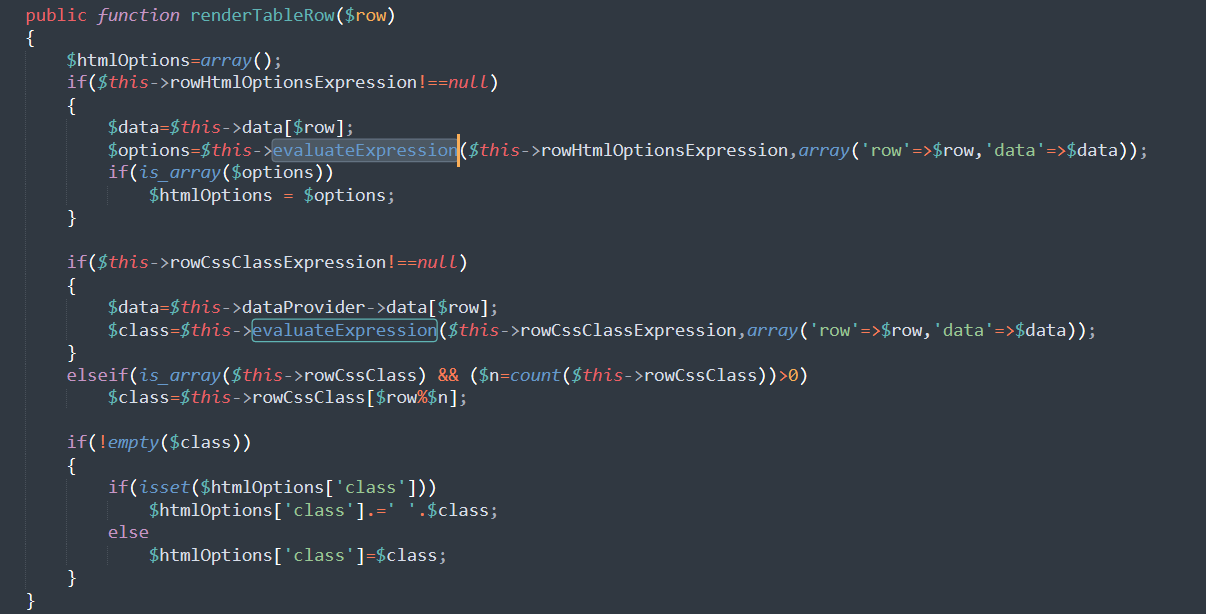 public function renderTableRow($row)
{
    $htmlOptions=array();
    if($this->rowHtmlOptionsExpression!==null)
    {
        $data=$this->data[$row];
        $options=$this->evaluateExpression($this->rowHtmlOptionsExpression,array('row'=>$row,'data'=>$data));
        if(is_array($options))
            $htmlOptions = $options;
    }

    if($this->rowCssClassExpression!==null)
    {
        $data=$this->dataProvider->data[$row];
        $class=$this->evaluateExpression($this->rowCssClassExpression,array('row'=>$row,'data'=>$data));
    }
    elseif(is_array($this->rowCssClass) && ($n=count($this->rowCssClass))>0)
        $class=$this->rowCssClass[$row%$n];

    if(!empty($class))
    {
        if(isset($htmlOptions['class']))
            $htmlOptions['class'].=' '.$class;
        else
            $htmlOptions['class']=$class;
    }
}